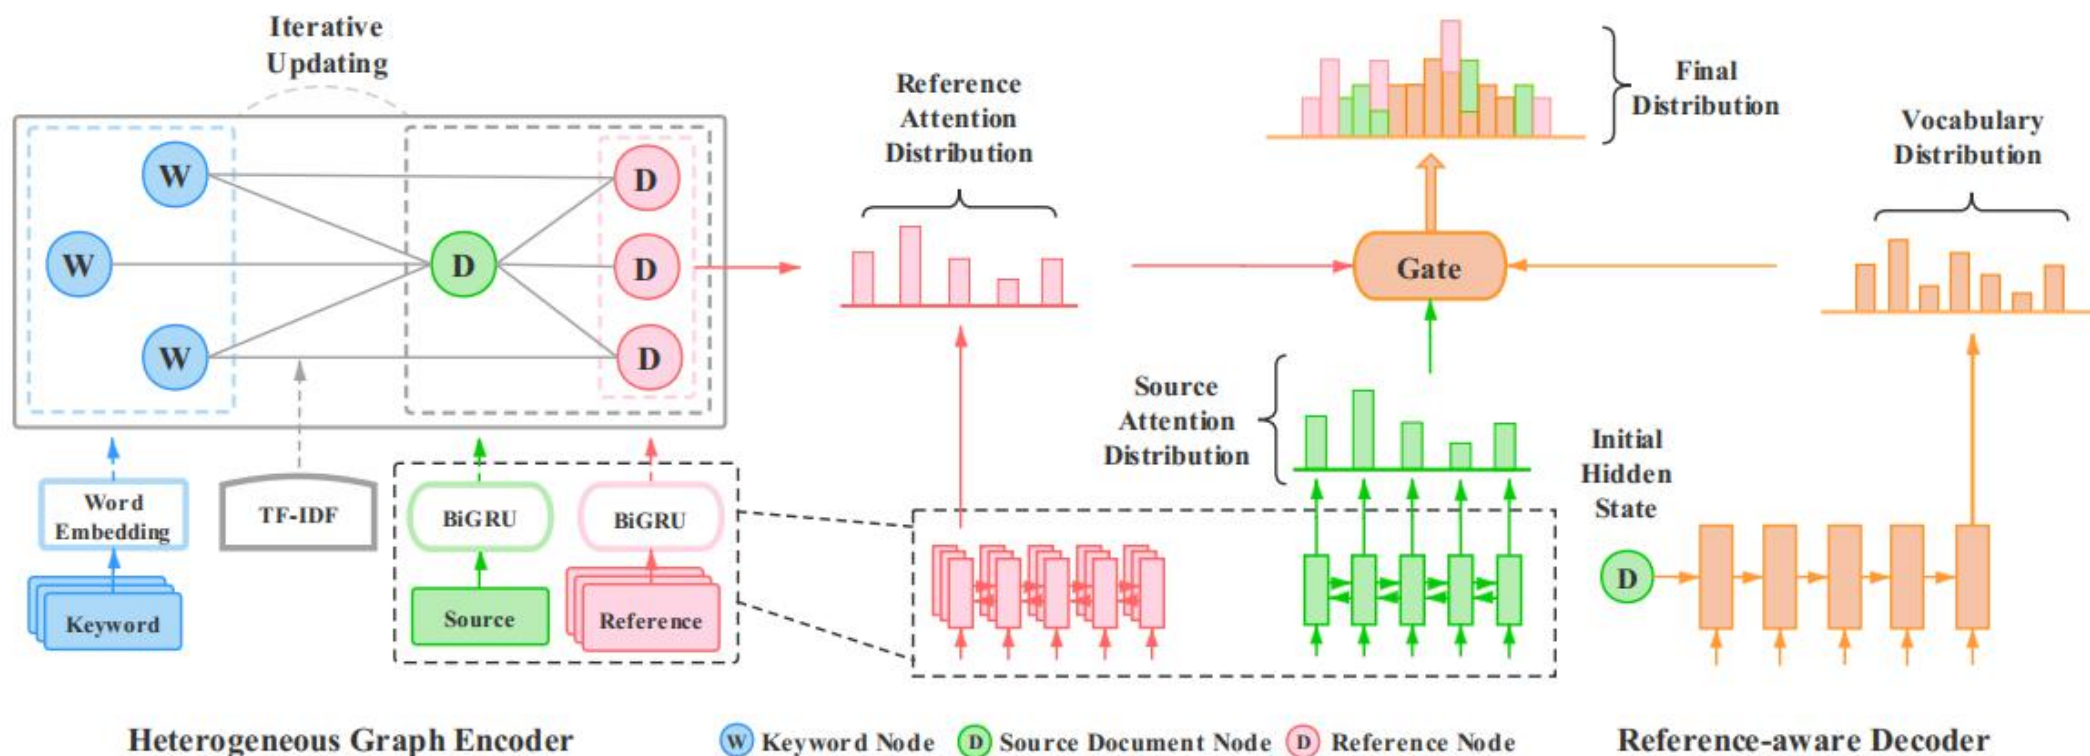 Iterative
Updating
W
W
W
D
D
D
D
Word
Embedding
TF-IDF
BiGRU
BiGRU
Keyword
Source
Reference
Reference
Attention
Distribution
Final
Distribution
Vocabulary
Distribution
Gate
Source
Attention
Distribution
Initial
Hidden
State
D
Heterogeneous Graph Encoder
W Keyword Node D Source Document Node D Reference Node
Reference-aware Decoder